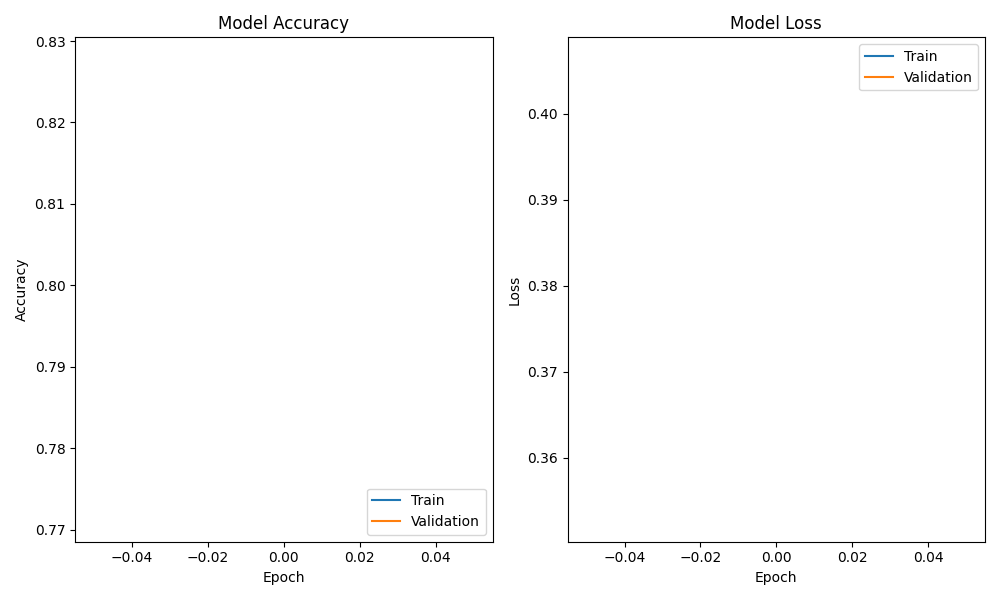 Model Accuracy
0.83
0.82
0.81
0.80
0.79
0.78
0.77
Accuracy
Train
Validation
−0.04 −0.02 0.00 0.02 0.04
Epoch
Model Loss
Train
Validation
0.40
0.39
0.38
0.37
0.36
Loss
−0.04 −0.02 0.00 0.02 0.04
Epoch